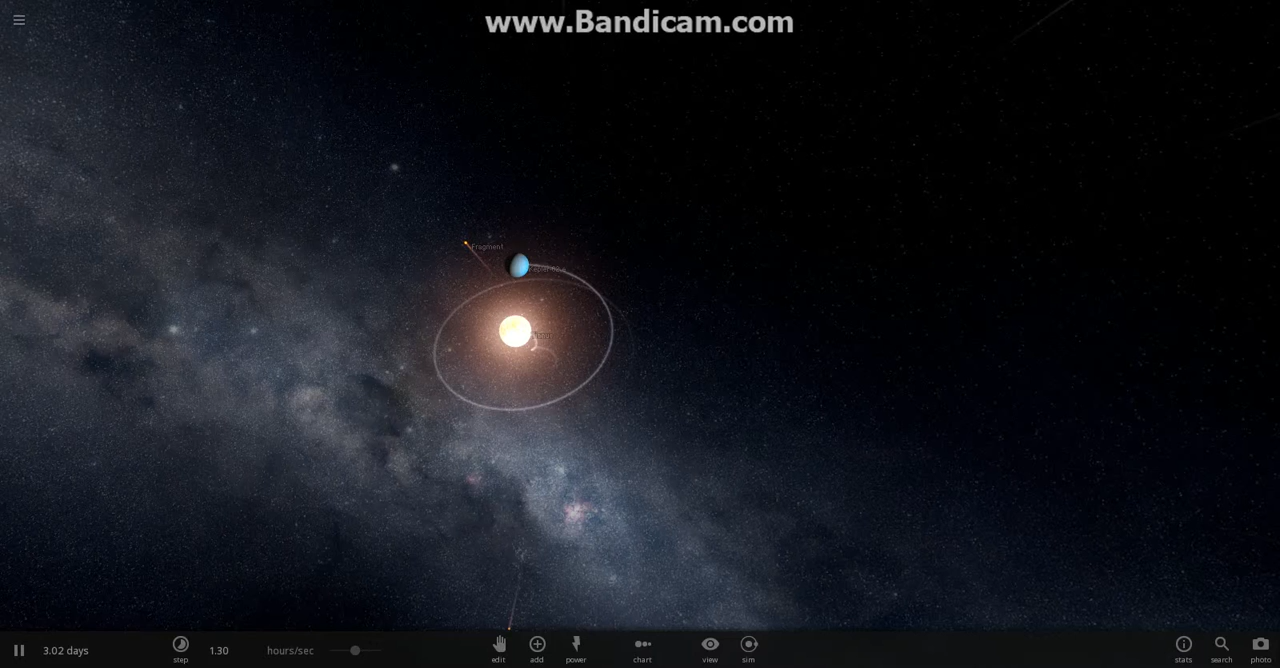 www.Bandicam.com
Fragment
3.02 days
step
1.30
hours/sec
edit
add
power
chart
view
sim
stats
search
photo